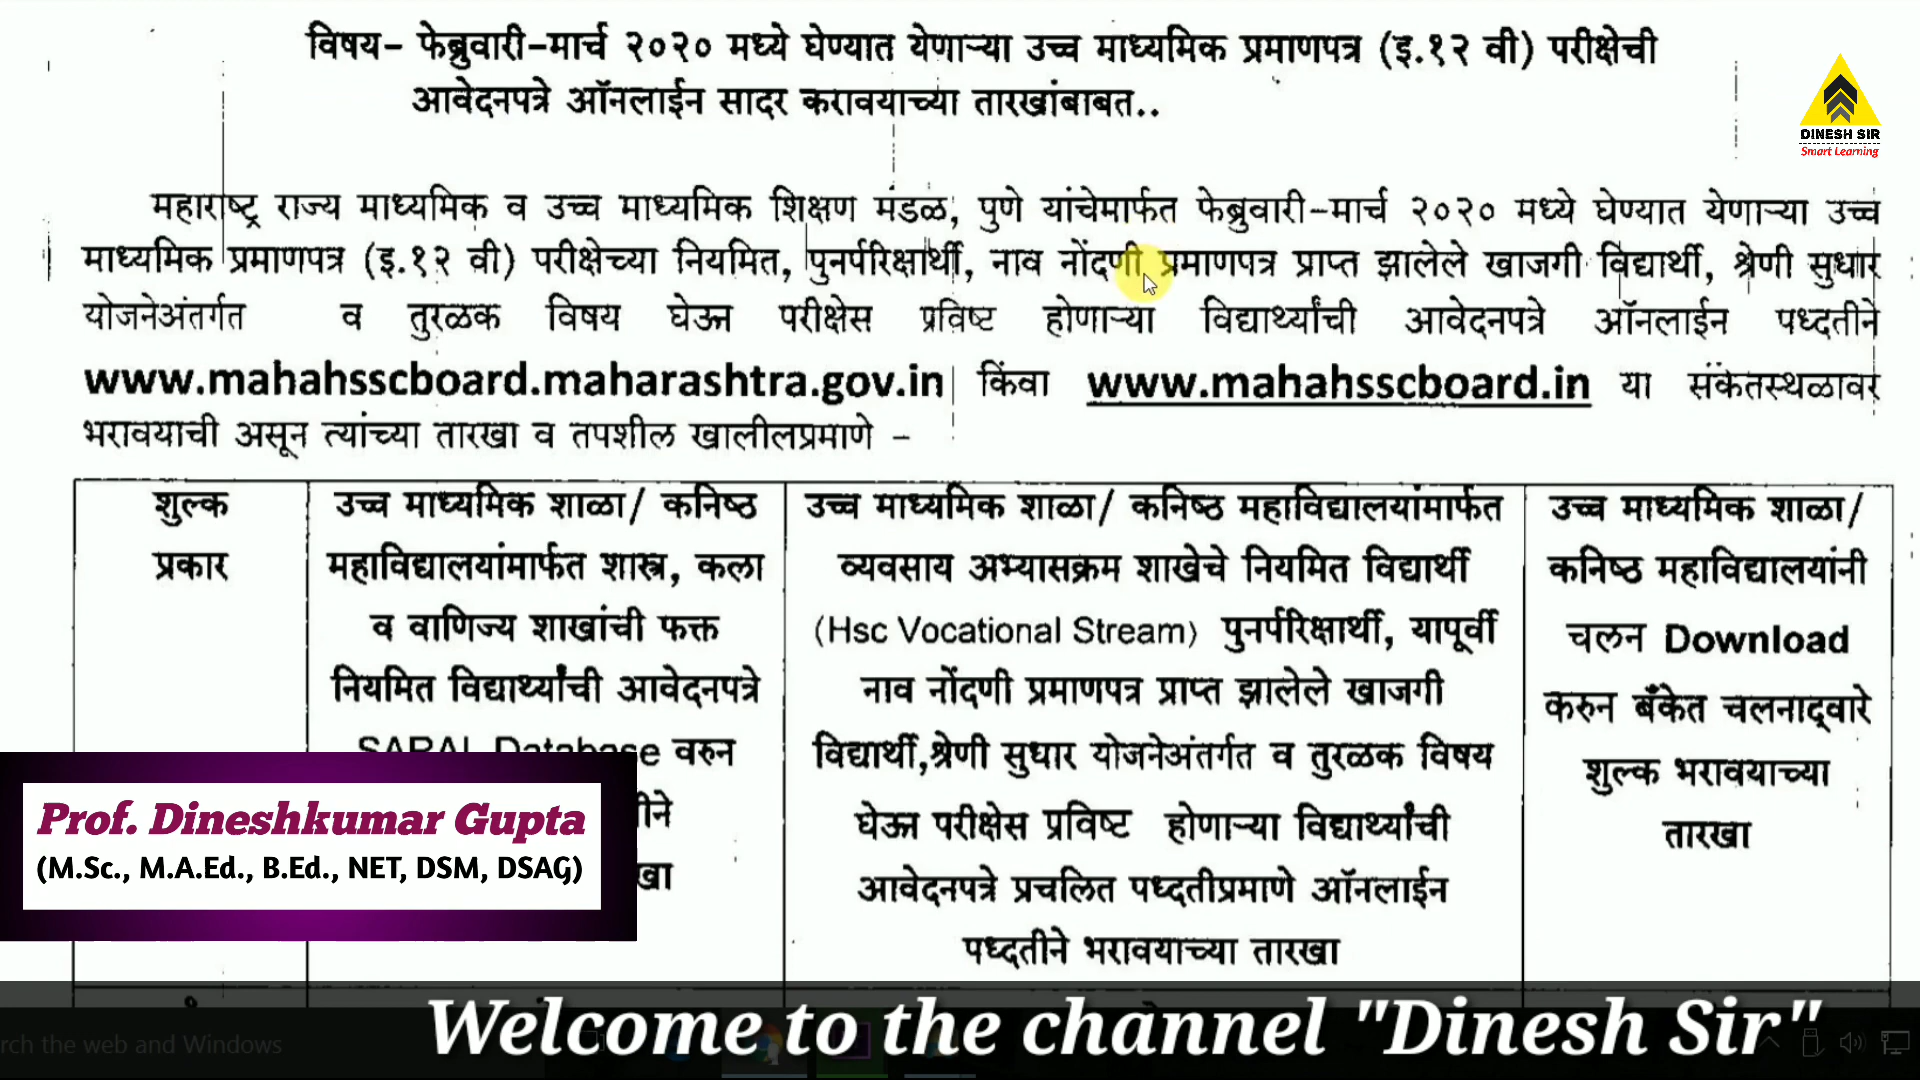 विषय- फेब्रुवारी-मार्च २०२० मध्ये घेण्यात येणाऱ्या उच्च माध्यमिक प्रमाणपत्र (इ.१२ वी) परीक्षेची
आवेदनपत्रे ऑनलाईन सादर करावयाच्या तारखांबाबत..
DINESH SIR
Smart Learning
महाराष्ट्र राज्य माध्यमिक व उच्च माध्यमिक शिक्षण मंडळ, पुणे यांचेमार्फत फेब्रुवारी-मार्च २०२० मध्ये घेण्यात येणाऱ्या उच्च
माध्यमिक प्रमाणपत्र (इ.१२ वी) परीक्षेच्या नियमित, पुनर्परिक्षार्थी, नाव नोंदणी प्रमाणपत्र प्राप्त झालेले खाजगी विद्यार्थी, श्रेणी सुधार
योजनेअंतर्गत व तुरळक विषय घेऊन परीक्षेस प्रविष्ट होणाऱ्या विद्यार्थ्यांची आवेदनपत्रे ऑनलाईन पध्दतीने
www.mahahsscboard.maharashtra.gov.in किंवा www.mahahsscboard.in या संकेतस्थळावर
भरावयाची असून त्यांच्या तारखा व तपशील खालीलप्रमाणे -
शुल्क
प्रकार
उच्च माध्यमिक शाळा/ कनिष्ठ
महाविद्यालयांमार्फत शास्त्र, कला
व वाणिज्य शाखांची फक्त
नियमित विद्यार्थ्यांची आवेदनपत्रे
SARAL Database वरुन
उच्च माध्यमिक शाळा/ कनिष्ठ महाविद्यालयांमार्फत
व्यवसाय अभ्यासक्रम शाखेचे नियमित विद्यार्थी
(Hsc Vocational Stream) पुनर्परिक्षार्थी, यापूर्वी
नाव नोंदणी प्रमाणपत्र प्राप्त झालेले खाजगी
विद्यार्थी,श्रेणी सुधार योजनेअंतर्गत व तुरळक विषय
घेऊन परीक्षेस प्रविष्ट होणाऱ्या विद्यार्थ्यांची
आवेदनपत्रे प्रचलित पध्दतीप्रमाणे ऑनलाईन
पध्दतीने भरावयाच्या तारखा
उच्च माध्यमिक शाळा/
कनिष्ठ महाविद्यालयांनी
चलन Download
करुन बँकेत चलनाद्वारे
शुल्क भरावयाच्या
तारखा
Prof. Dineshkumar Gupta
(M.Sc., M.A.Ed., B.Ed., NET, DSM, DSAG)
Welcome to the channel "Dinesh Sir"
rch the web and Windows